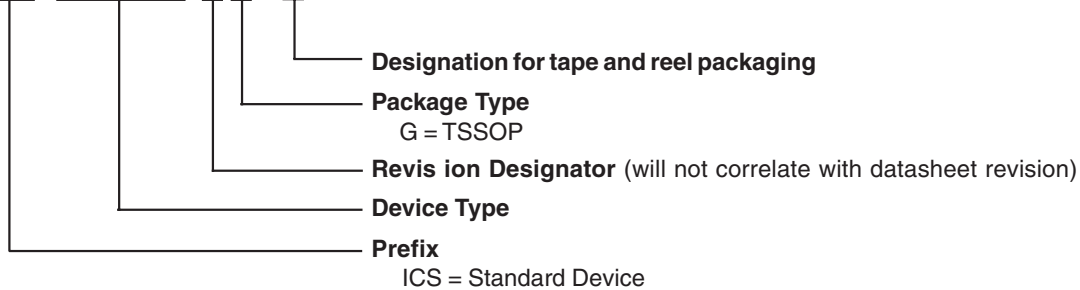 Designation for tape and reel packaging
Package Type
G = TSSOP
Revis ion Designator (will not correlate with datasheet revision)
Device Type
Prefix
ICS = Standard Device